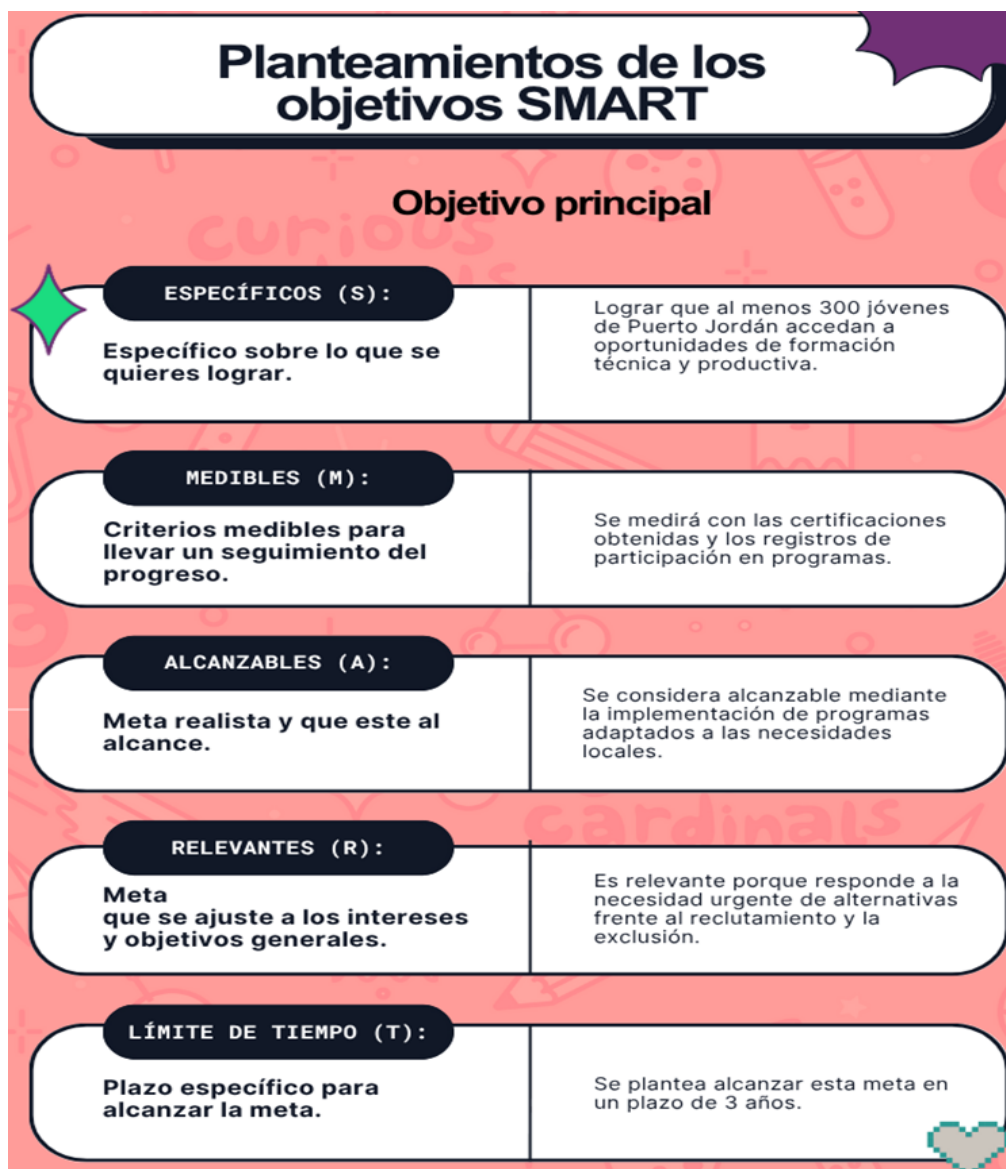 Planteamientos de los
objetivos SMART
Objetivo principal
curious
ESPECÍFICOS (S):
Específico sobre lo que se
quieres lograr.
Lograr que al menos 300 jóvenes
de Puerto Jordán accedan a
oportunidades de formación
técnica y productiva.
MEDIBLES (M):
Criterios medibles para
llevar un seguimiento del
progreso.
Se medirá con las certificaciones
obtenidas y los registros de
participación en programas.
ALCANZABLES (A):
Meta realista y que este al
alcance.
Se considera alcanzable mediante
la implementación de programas
adaptados a las necesidades
locales.
cardinals
RELEVANTES (R):
Meta
que se ajuste a los intereses
y objetivos generales.
Es relevante porque responde a la
necesidad urgente de alternativas
frente al reclutamiento y la
exclusión.
LÍMITE DE TIEMPO (T):
Plazo específico para
alcanzar la meta.
Se plantea alcanzar esta meta en
un plazo de 3 años.